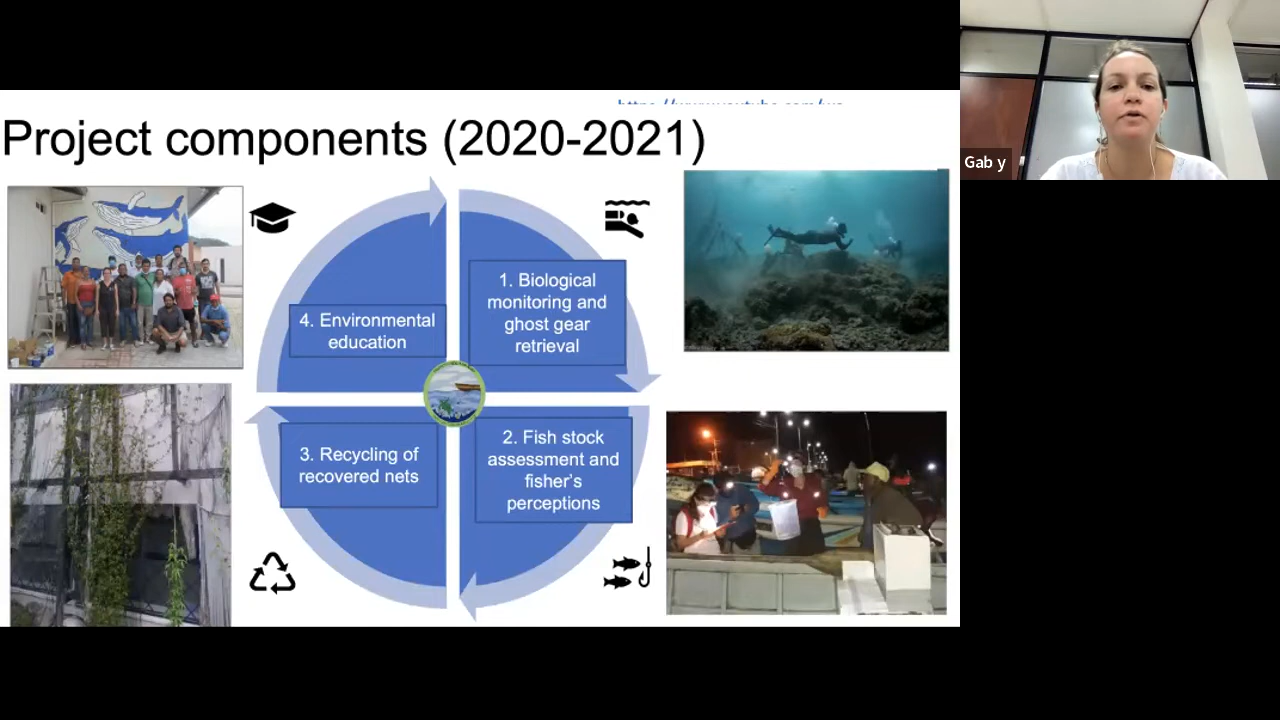 Project components (2020-2021)
1. Biological
monitoring and
ghost gear
retrieval
2. Fish stock
assessment and
fisher's
perceptions
3. Recycling of
recovered nets
4. Environmental
education
Gab y